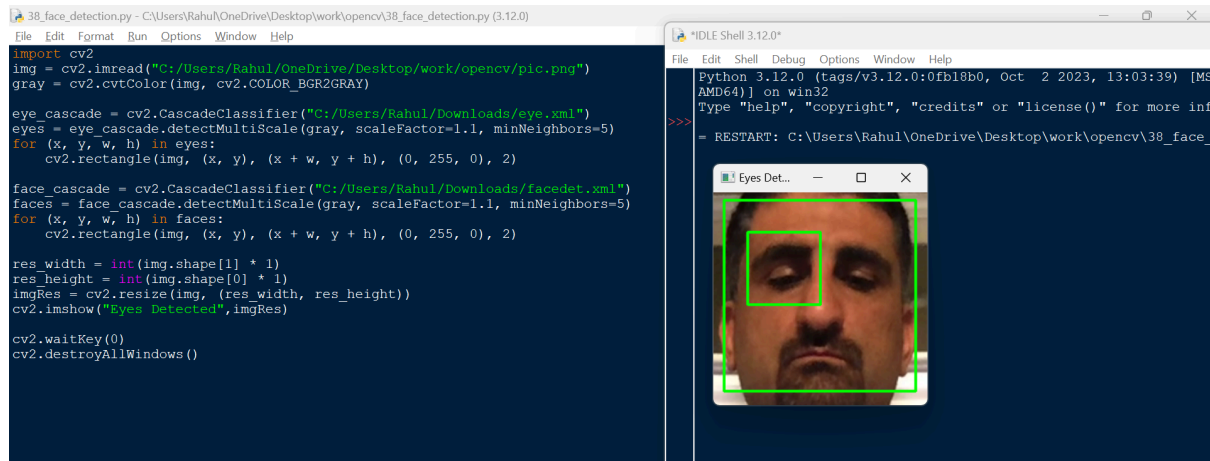 38_face_detection.py - C:\Users\Rahul\OneDrive\Desktop\work\opencv\38_face_detection.py (3.12.0)
File Edit Format Run Options Window Help
import cv2
img = cv2.imread("C:/Users/Rahul/OneDrive/Desktop/work/opencv/pic.png")
gray = cv2.cvtColor(img, cv2.COLOR_BGR2GRAY)
eye_cascade = cv2.CascadeClassifier("C:/Users/Rahul/Downloads/eye.xml")
eyes = eye_cascade.detectMultiScale(gray, scaleFactor=1.1, minNeighbors=5)
for (x, y, w, h) in eyes:
    cv2.rectangle(img, (x, y), (x + w, y + h), (0, 255, 0), 2)
face_cascade = cv2.CascadeClassifier("C:/Users/Rahul/Downloads/facedet.xml")
faces = face_cascade.detectMultiScale(gray, scaleFactor=1.1, minNeighbors=5)
for (x, y, w, h) in faces:
    cv2.rectangle(img, (x, y), (x + w, y + h), (0, 255, 0), 2)
res_width = int(img.shape[1] * 1)
res_height = int(img.shape[0] * 1)
imgRes = cv2.resize(img, (res_width, res_height))
cv2.imshow("Eyes Detected",imgRes)
cv2.waitKey(0)
cv2.destroyAllWindows()
*IDLE Shell 3.12.0*
File Edit Shell Debug Options Window Help
Python 3.12.0 (tags/v3.12.0:0fb18b0, Oct  2 2023, 13:03:39) [MS
AMD64)] on win32
Type "help", "copyright", "credits" or "license()" for more inf
>>>
= RESTART: C:\Users\Rahul\OneDrive\Desktop\work\opencv\38_face_
Eyes Det...